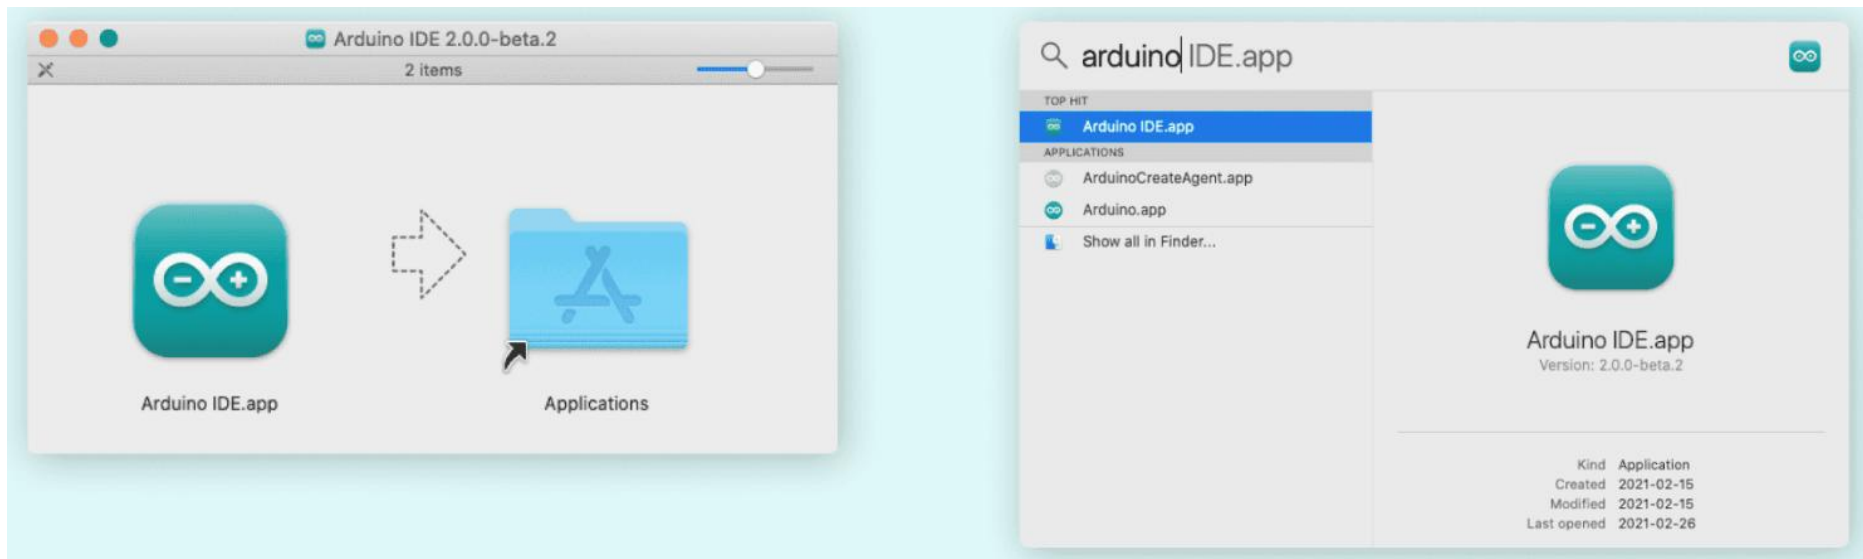 Arduino IDE 2.0.0-beta.2
2 items
Arduino IDE.app
Applications
arduino IDE.app
TOP HIT
Arduino IDE.app
APPLICATIONS
ArduinoCreateAgent.app
Arduino.app
Show all in Finder...
Arduino IDE.app
Version: 2.0.0-beta.2
Kind Application
Created 2021-02-15
Modified 2021-02-15
Last opened 2021-02-26